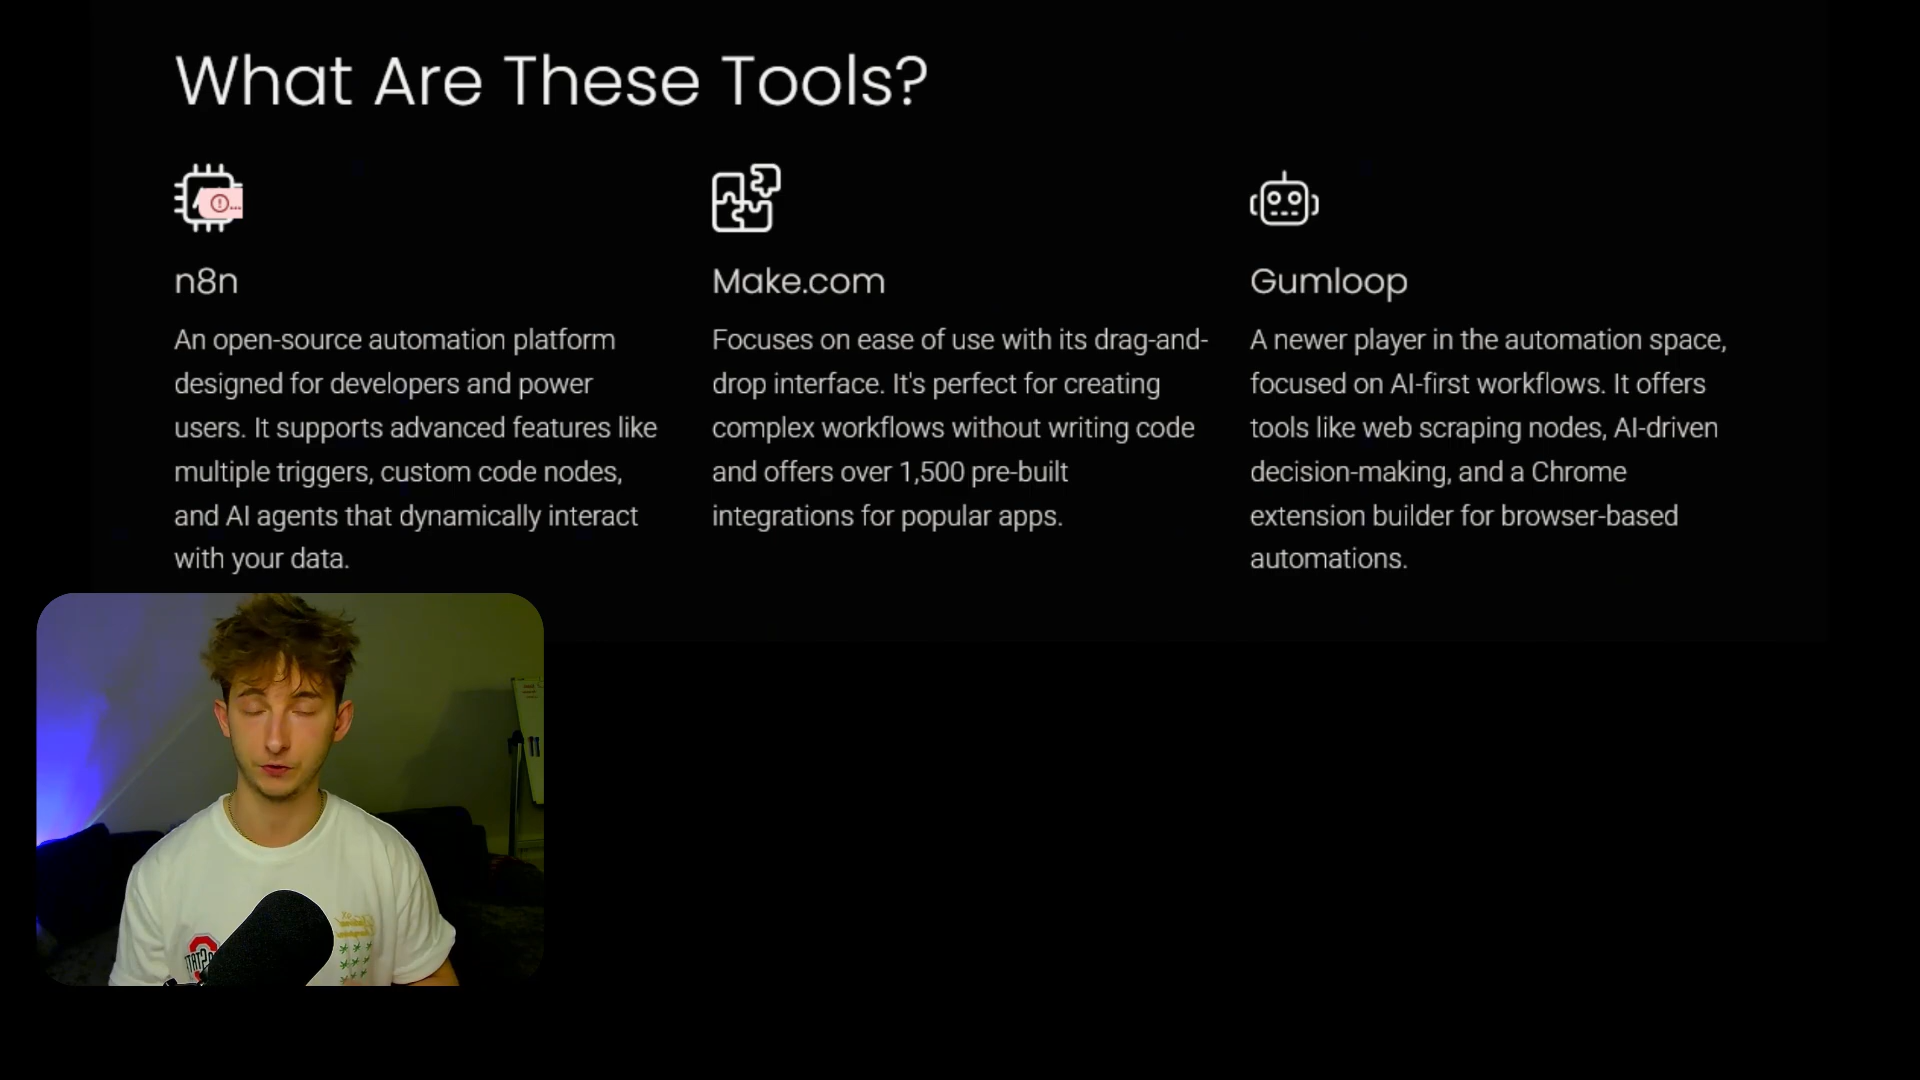 What Are These Tools?
n8n
An open-source automation platform
designed for developers and power
users. It supports advanced features like
multiple triggers, custom code nodes,
and AI agents that dynamically interact
with your data.
Make.com
Focuses on ease of use with its drag-and-
drop interface. It's perfect for creating
complex workflows without writing code
and offers over 1,500 pre-built
integrations for popular apps.
Gumloop
A newer player in the automation space,
focused on AI-first workflows. It offers
tools like web scraping nodes, AI-driven
decision-making, and a Chrome
extension builder for browser-based
automations.